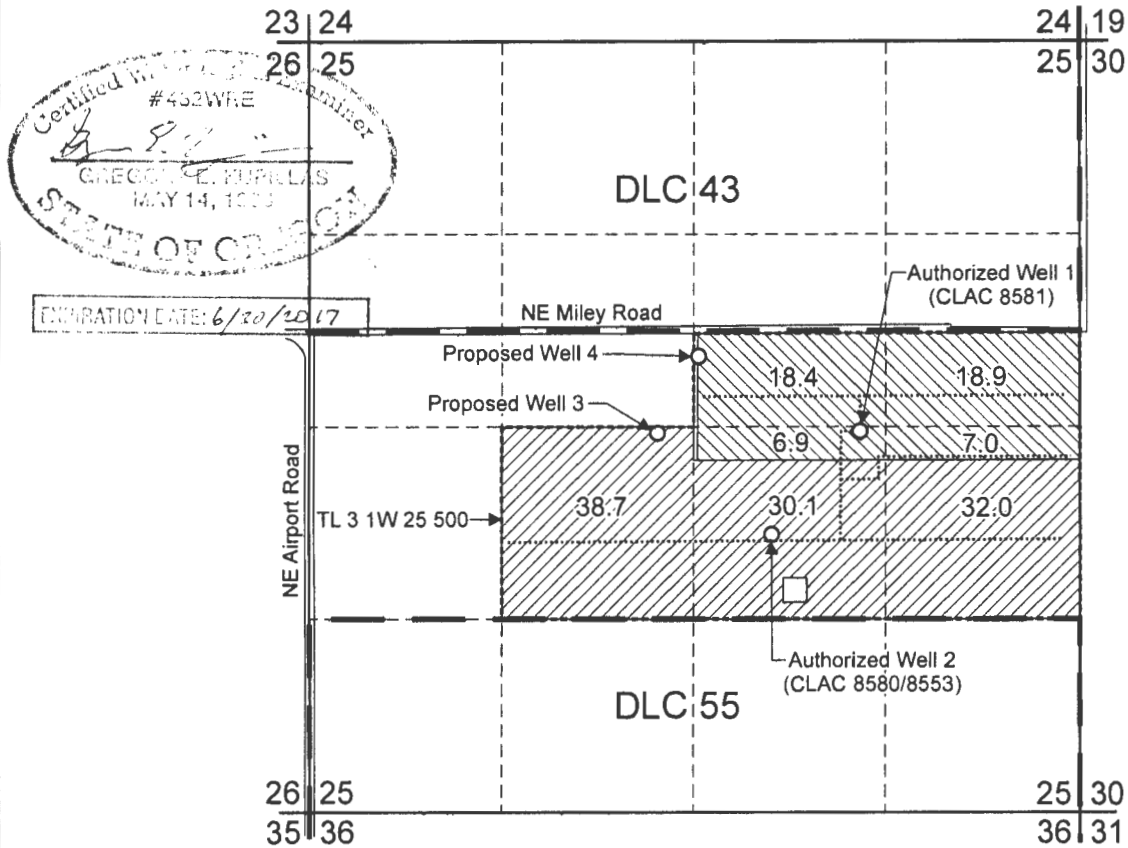 23 24
24 19
26 25
25 30
Certified
#432WRE
MAY 14,
STATE OF
DATE: 6/30/2017
DLC 43
Authorized Well 1
(CLAC 8581)
NE Miley Road
Proposed Well 4
18.4
18.9
Proposed Well 3
6.9
7.0
NE Airport Road
TL 3 1W 25 500
38.7
30.1
32.0
Authorized Well 2
(CLAC 8580/8553)
DLC 55
26 25
25 30
35 36
36 31